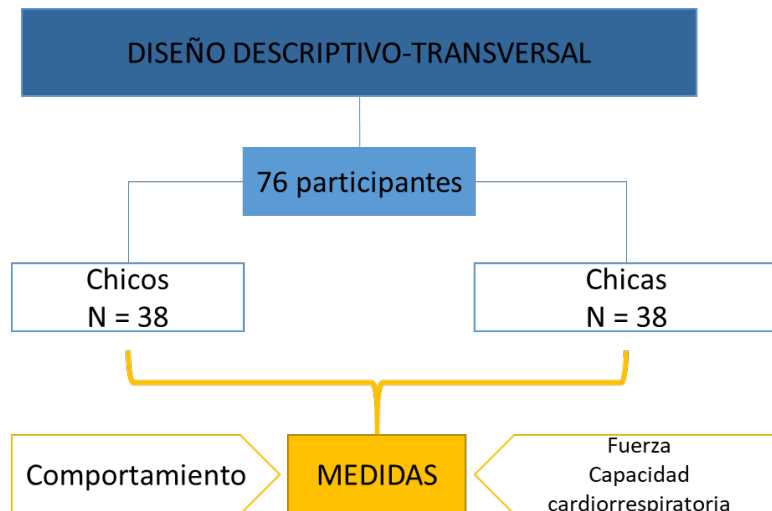 DISEÑO DESCRIPTIVO-TRANSVERSAL
76 participantes
Chicos
N = 38
Chicas
N = 38
Comportamiento
MEDIDAS
Fuerza
Capacidad
cardiorrespiratoria